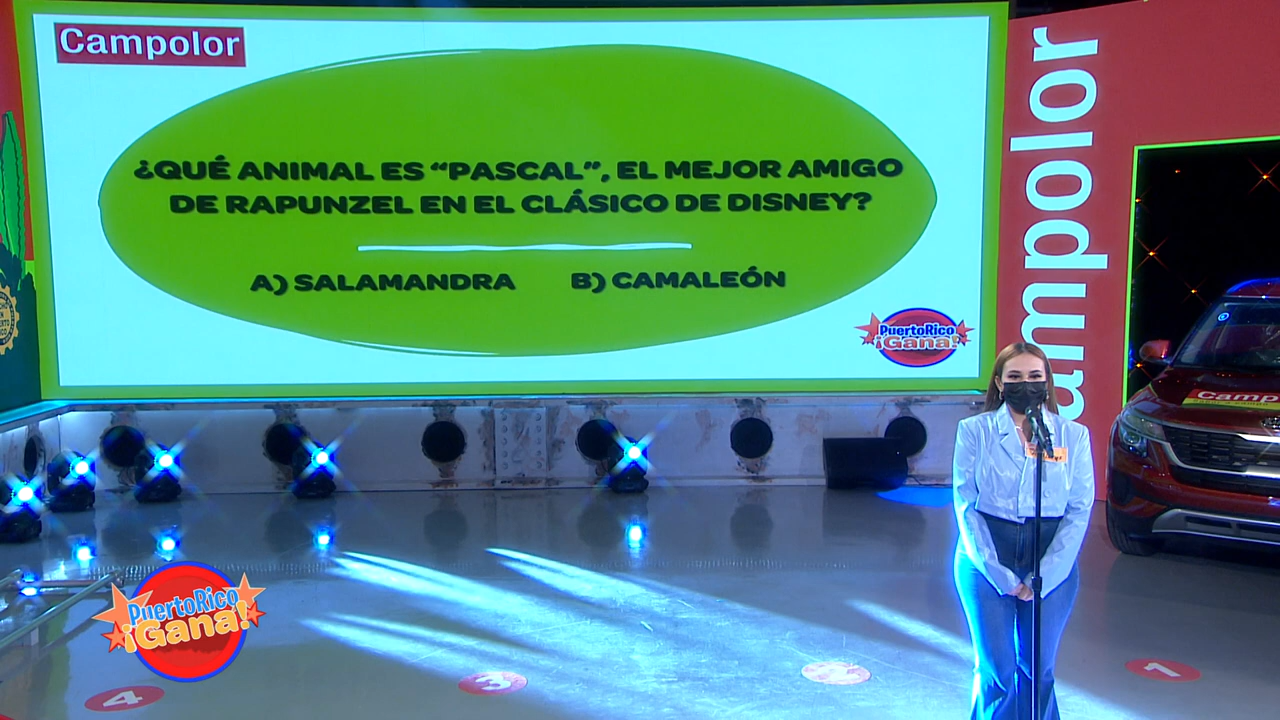 Campolor
¿QUÉ ANIMAL ES “PASCAL”, EL MEJOR AMIGO
DE RAPUNZEL EN EL CLÁSICO DE DISNEY?
A) SALAMANDRA B) CAMALEÓN
PuertoRico
¡Gana!
Campolor
Camp
PuertoRico
¡Gana!
4
3
2
1